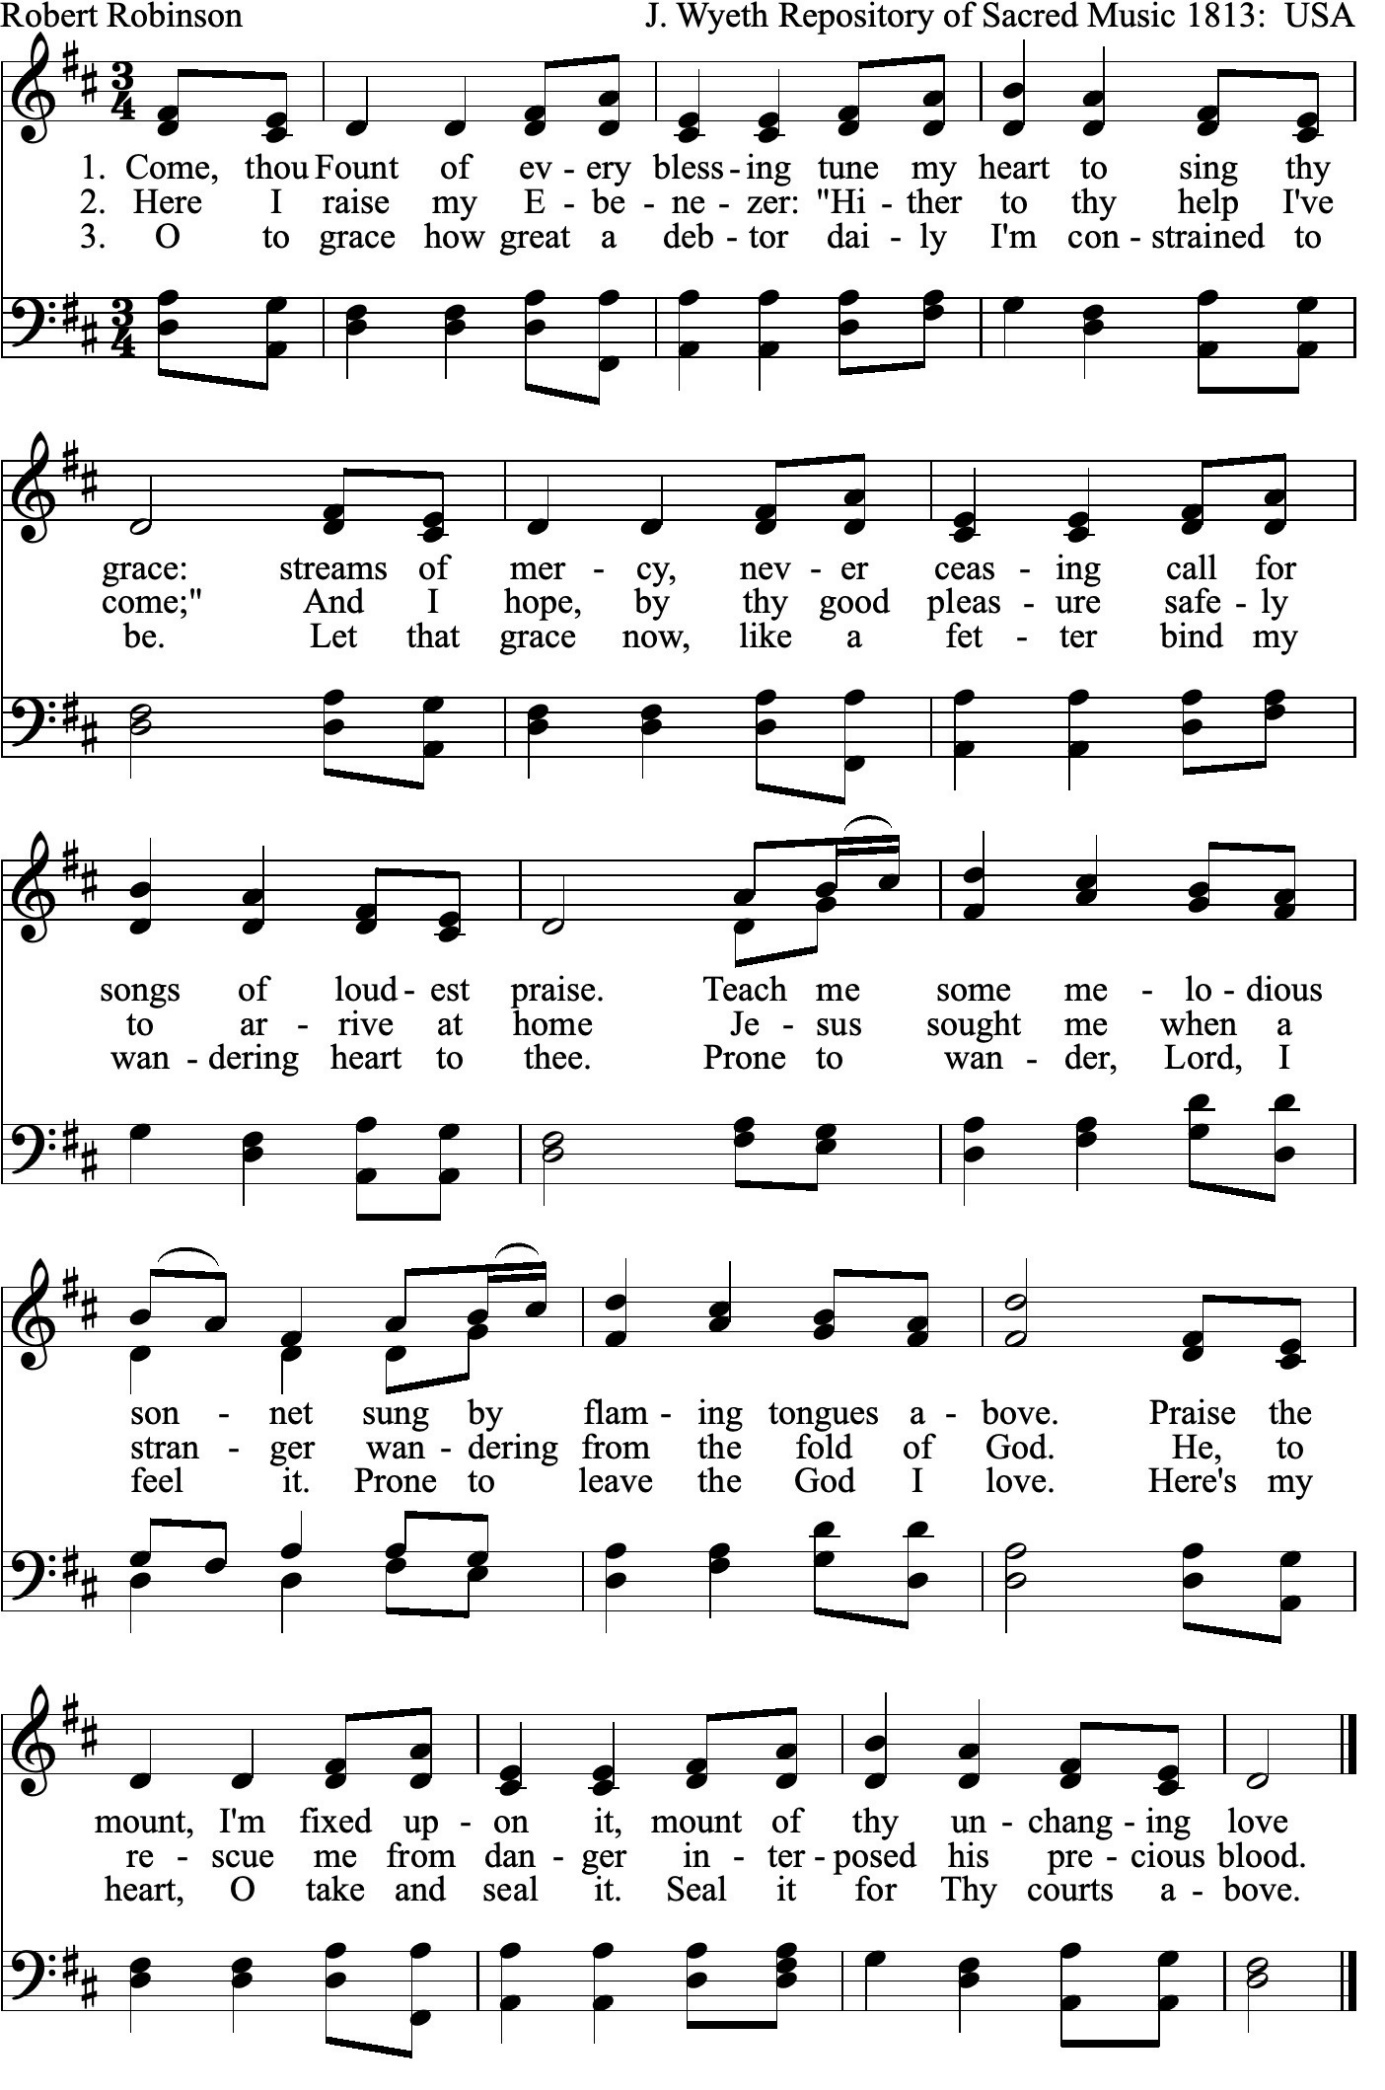 Robert Robinson J. Wyeth Repository of Sacred Music 1813: USA
3
4
1. Come, thou Fount of ev - ery bless - ing tune my heart to sing thy
2. Here I raise my E - be - ne - zer: "Hi - ther to thy help I've
3. O to grace how great a deb - tor dai - ly I'm con - strained to
3
4
grace: streams of mer - cy, nev - er ceas - ing call for
come;" And I hope, by thy good pleas - ure safe - ly
be. Let that grace now, like a fet - ter bind my
songs of loud - est praise. Teach me some me - lo - dious
to ar - rive at home Je - sus sought me when a
wan - dering heart to thee. Prone to wan - der, Lord, I
son - net sung by flam - ing tongues a - bove. Praise the
stran - ger wan - dering from the fold of God. He, to
feel it. Prone to leave the God I love. Here's my
mount, I'm fixed up - on it, mount of thy un - chang - ing love
re - scue me from dan - ger in - ter - posed his pre - cious blood.
heart, O take and seal it. Seal it for Thy courts a - bove.